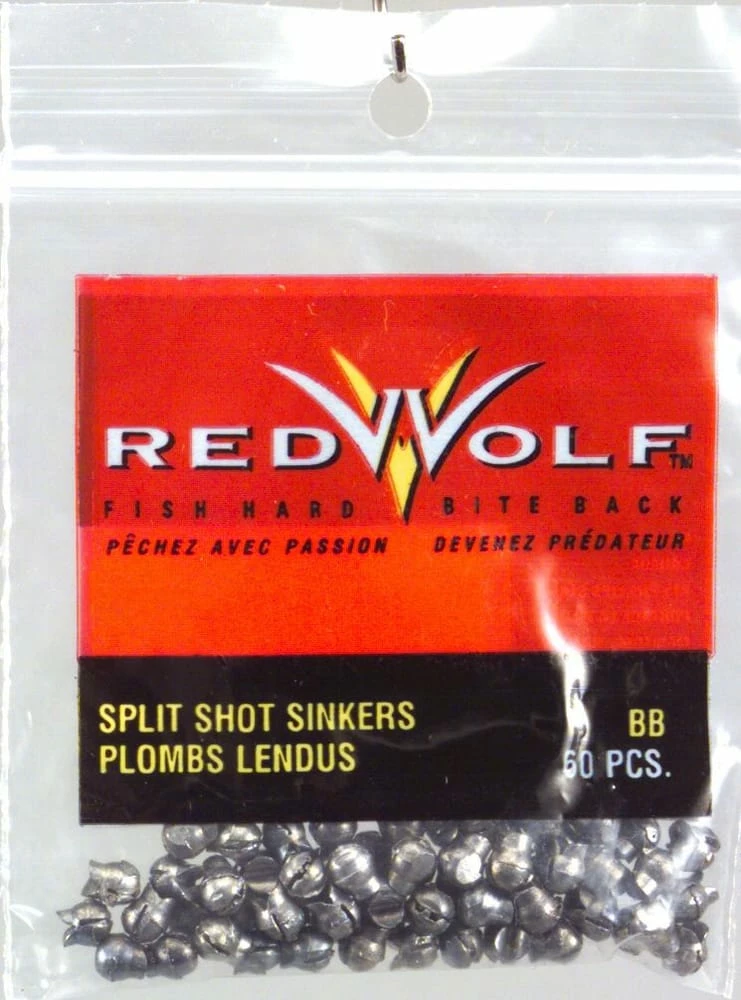 REDWOLF™
FISH HARD BITE BACK
PÊCHEZ AVEC PASSION DEVENEZ PRÉDATEUR
SPLIT SHOT SINKERS BB
PLOMBS LENDUS 60 PCS.